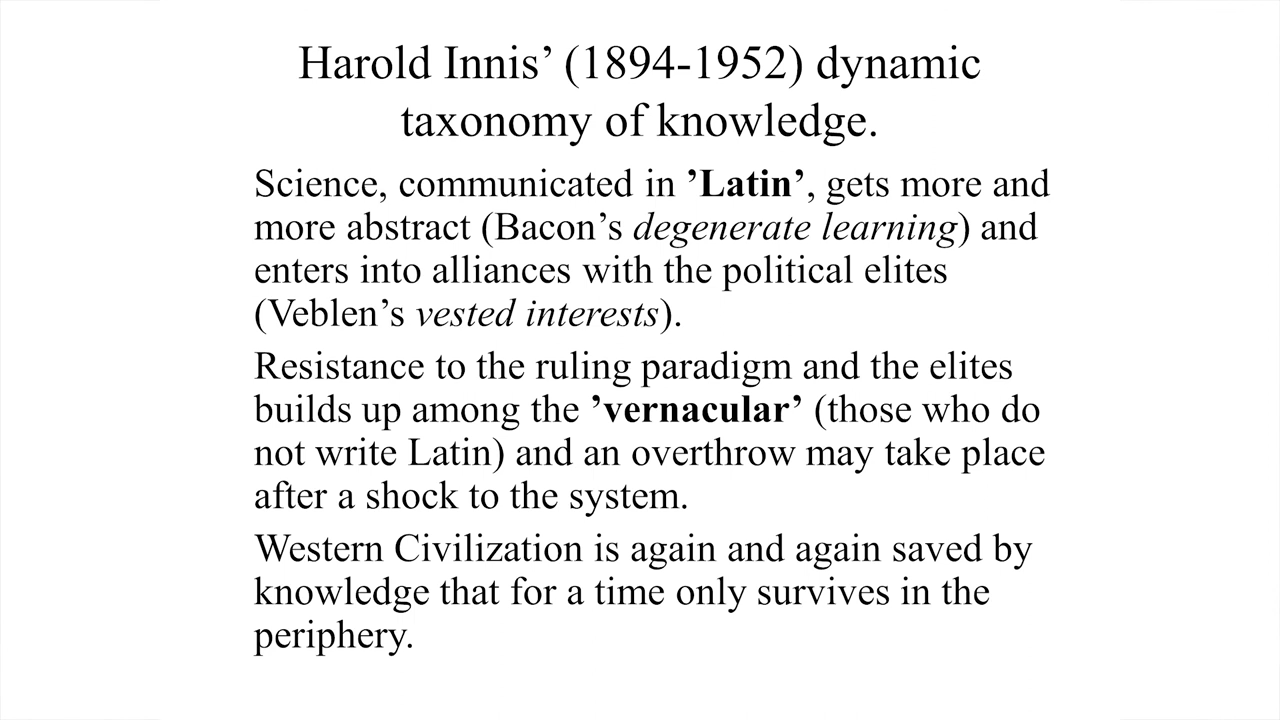 Harold Innis’ (1894-1952) dynamic
taxonomy of knowledge.
Science, communicated in ’Latin’, gets more and
more abstract (Bacon’s degenerate learning) and
enters into alliances with the political elites
(Veblen’s vested interests).
Resistance to the ruling paradigm and the elites
builds up among the ’vernacular’ (those who do
not write Latin) and an overthrow may take place
after a shock to the system.
Western Civilization is again and again saved by
knowledge that for a time only survives in the
periphery.